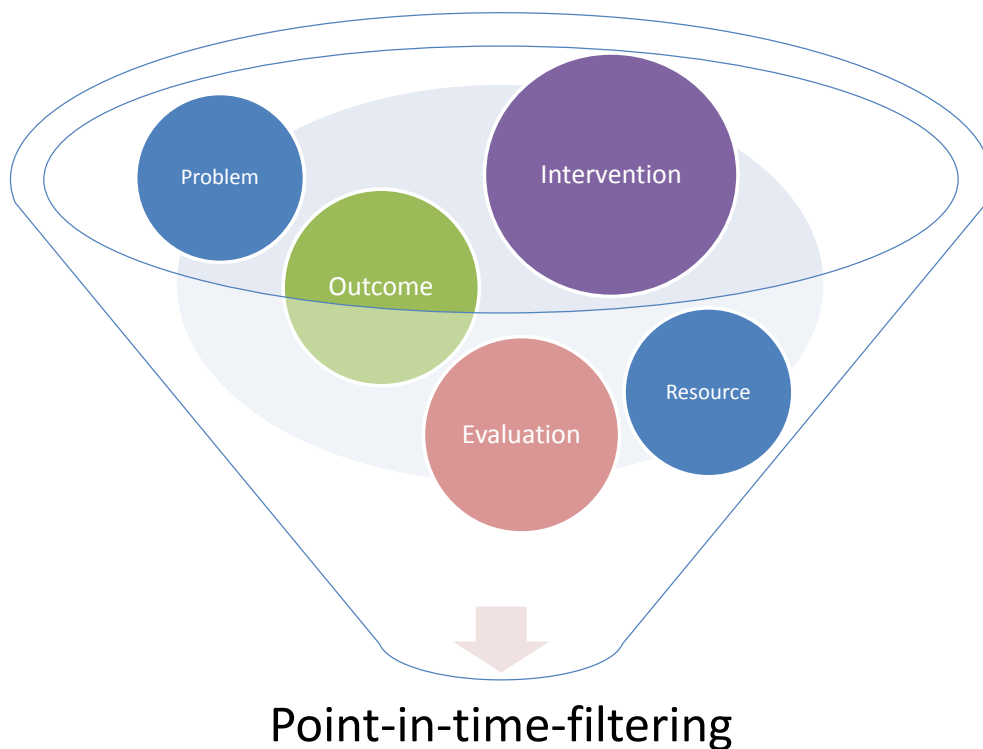 Problem
Intervention
Outcome
Resource
Evaluation
Point-in-time-filtering